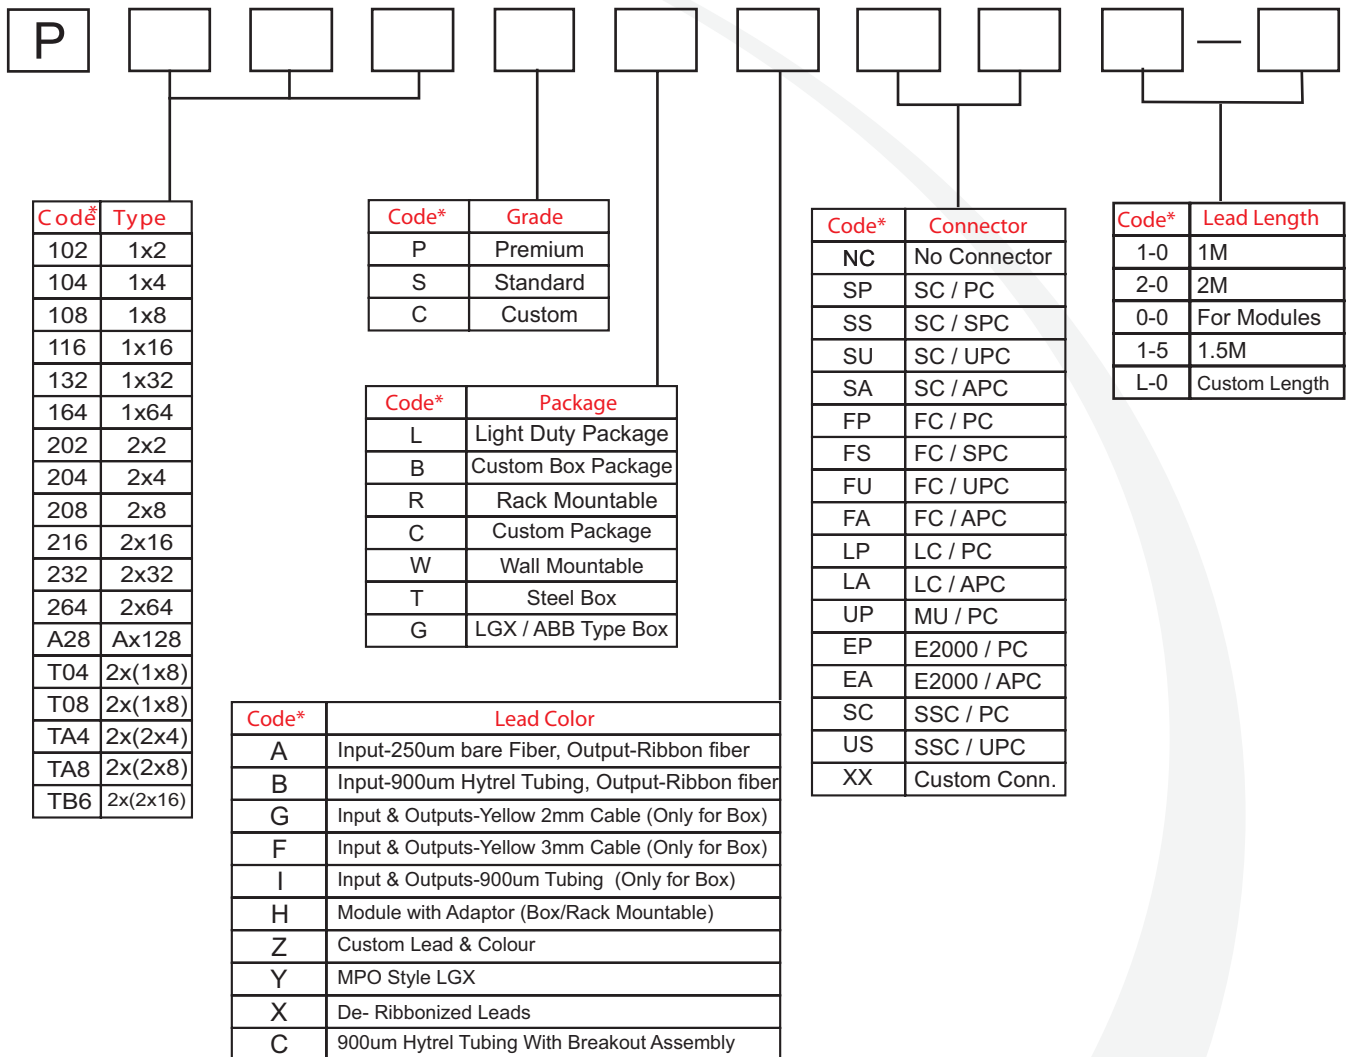 P —
Code* Type
102 1x2
104 1x4
108 1x8
116 1x16
132 1x32
164 1x64
202 2x2
204 2x4
208 2x8
216 2x16
232 2x32
264 2x64
A28 Ax128
T04 2x(1x8)
T08 2x(1x8)
TA4 2x(2x4)
TA8 2x(2x8)
TB6 2x(2x16)
Code* Grade
P Premium
S Standard
C Custom
Code* Package
L Light Duty Package
B Custom Box Package
R Rack Mountable
C Custom Package
W Wall Mountable
T Steel Box
G LGX / ABB Type Box
Code* Lead Color
A Input-250um bare Fiber, Output-Ribbon fiber
B Input-900um Hytrel Tubing, Output-Ribbon fiber
G Input & Outputs-Yellow 2mm Cable (Only for Box)
F Input & Outputs-Yellow 3mm Cable (Only for Box)
I Input & Outputs-900um Tubing (Only for Box)
H Module with Adaptor (Box/Rack Mountable)
Z Custom Lead & Colour
Y MPO Style LGX
X De- Ribbonized Leads
C 900um Hytrel Tubing With Breakout Assembly
Code* Connector
NC No Connector
SP SC / PC
SS SC / SPC
SU SC / UPC
SA SC / APC
FP FC / PC
FS FC / SPC
FU FC / UPC
FA FC / APC
LP LC / PC
LA LC / APC
UP MU / PC
EP E2000 / PC
EA E2000 / APC
SC SSC / PC
US SSC / UPC
XX Custom Conn.
Code* Lead Length
1-0 1M
2-0 2M
0-0 For Modules
1-5 1.5M
L-0 Custom Length